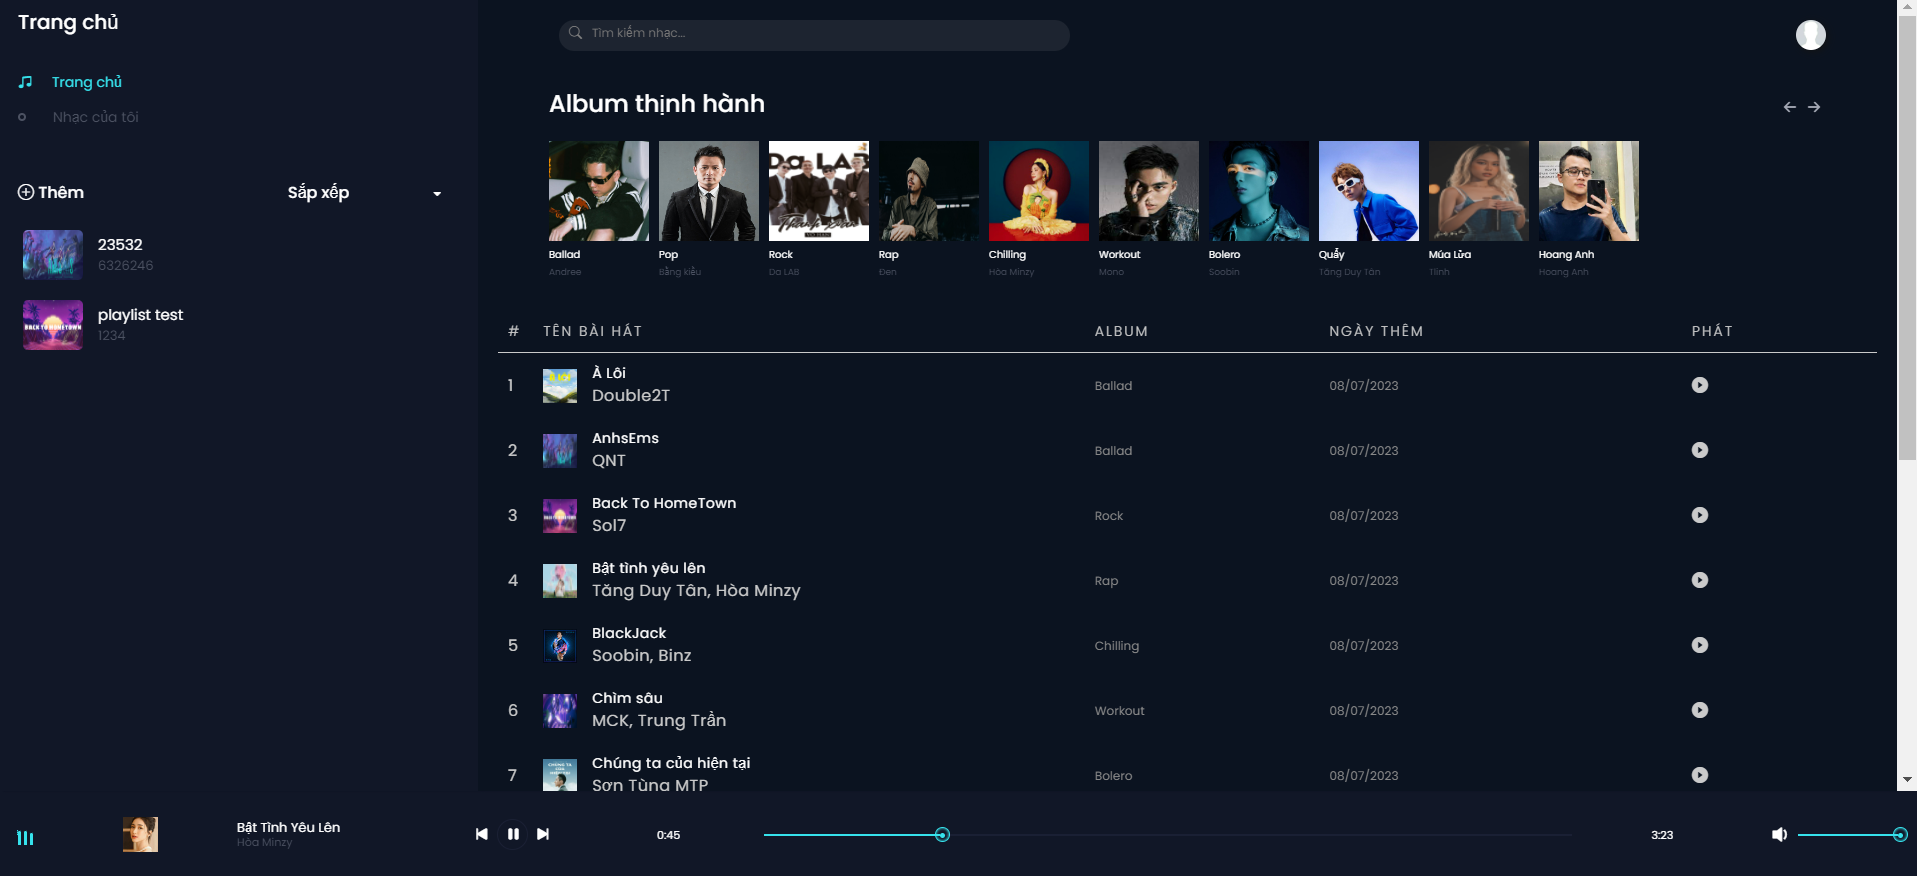 Trang chủ
Trang chủ
Nhạc của tôi
Thêm
Sắp xếp
23532
6326246
playlist test
1234
Tìm kiếm nhạc...
Album thịnh hành
Da LAB
BACK TO HOMETOWN
Ballad
Andree
Pop
Bằng kiều
Rock
Da LAB
Rap
Đen
Chilling
Hòa Minzy
Workout
Mono
Bolero
Soobin
Quẩy
Tăng Duy Tân
Múa Lửa
Tlinh
Hoang Anh
Hoang Anh
# TÊN BÀI HÁT ALBUM NGÀY THÊM PHÁT
1 À Lôi Ballad 08/07/2023
Double2T
2 AnhsEms Ballad 08/07/2023
QNT
3 Back To HomeTown Rock 08/07/2023
Sol7
4 Bật tình yêu lên Rap 08/07/2023
Tăng Duy Tân, Hòa Minzy
5 BlackJack Chilling 08/07/2023
Soobin, Binz
6 Chìm sâu Workout 08/07/2023
MCK, Trung Trần
7 Chúng ta của hiện tại Bolero 08/07/2023
Sơn Tùng MTP
Bật Tình Yêu Lên
Hòa Minzy
0:45
3:23